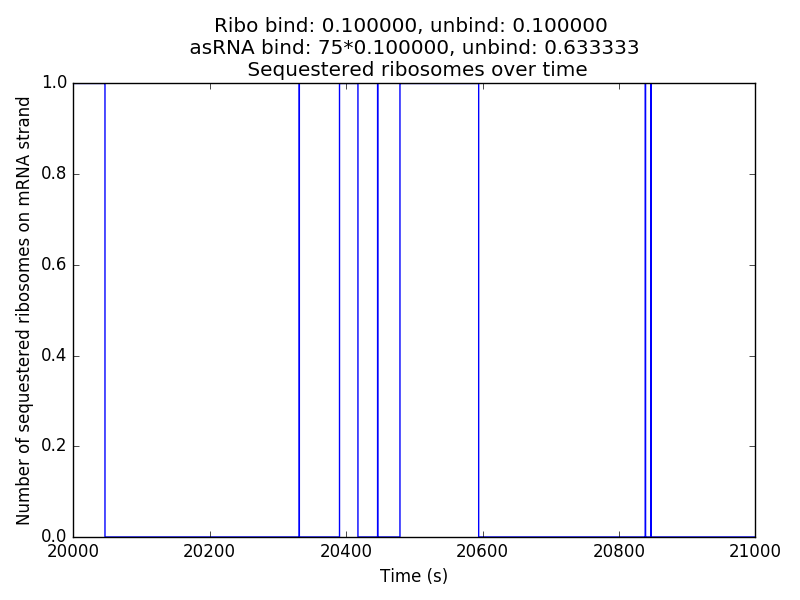 Ribo bind: 0.100000, unbind: 0.100000
asRNA bind: 75*0.100000, unbind: 0.633333
Sequestered ribosomes over time
Number of sequestered ribosomes on mRNA strand
1.0
0.8
0.6
0.4
0.2
0.0
20000
20200
20400
20600
20800
21000
Time (s)